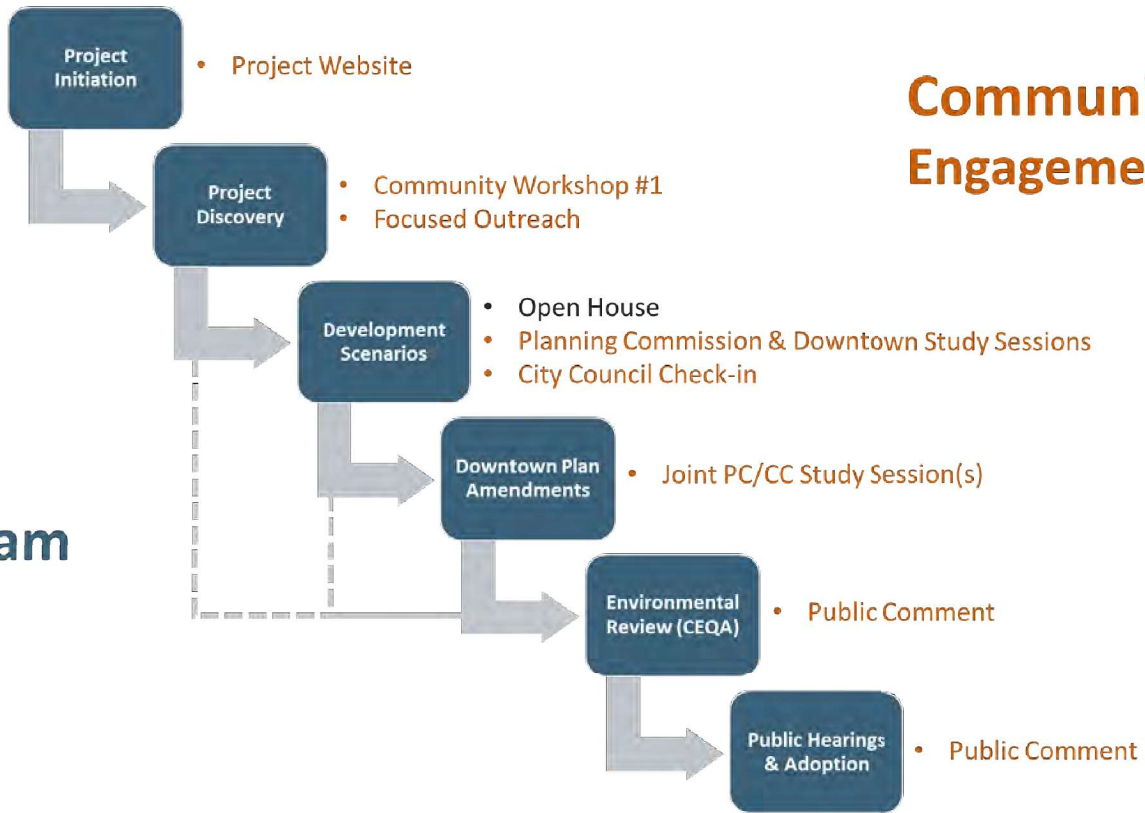 Project
Initiation
• Project Website
Communi
Engageme
Project
Discovery
• Community Workshop #1
• Focused Outreach
Development
Scenarios
• Open House
• Planning Commission & Downtown Study Sessions
• City Council Check-in
Downtown Plan
Amendments
• Joint PC/CC Study Session(s)
am
Environmental
Review (CEQA)
• Public Comment
Public Hearings
& Adoption
• Public Comment